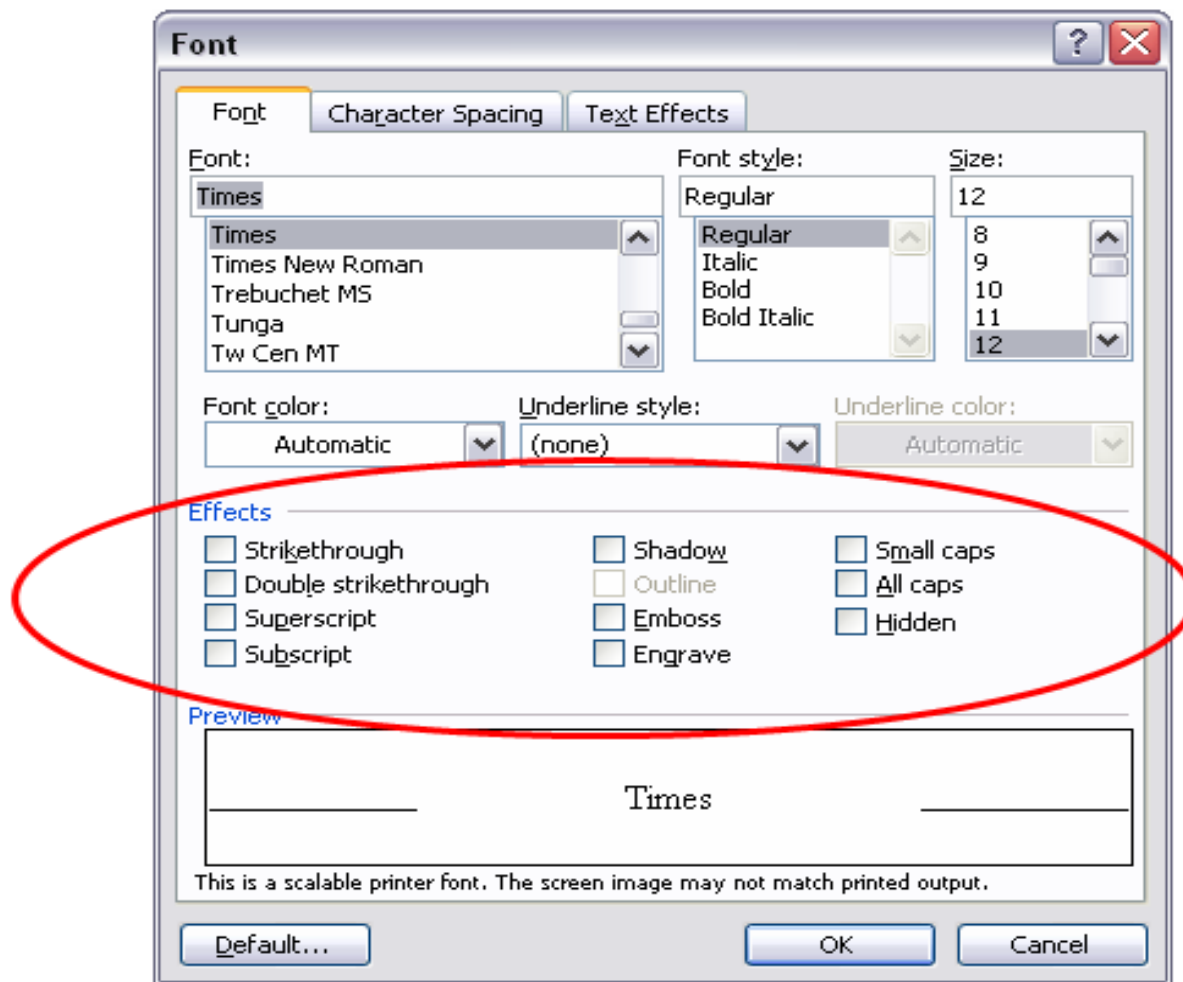 Font
Font Character Spacing Text Effects
Font: Font style: Size:
Times Regular 12
Times Regular 8
Times New Roman Italic 9
Trebuchet MS Bold 10
Tunga Bold Italic 11
Tw Cen MT 12
Font color: Underline style: Underline color:
Automatic (none) Automatic
Effects
Strikethrough Shadow Small caps
Double strikethrough Outline All caps
Superscript Emboss Hidden
Subscript Engrave
Preview
Times
This is a scalable printer font. The screen image may not match printed output.
Default... OK Cancel